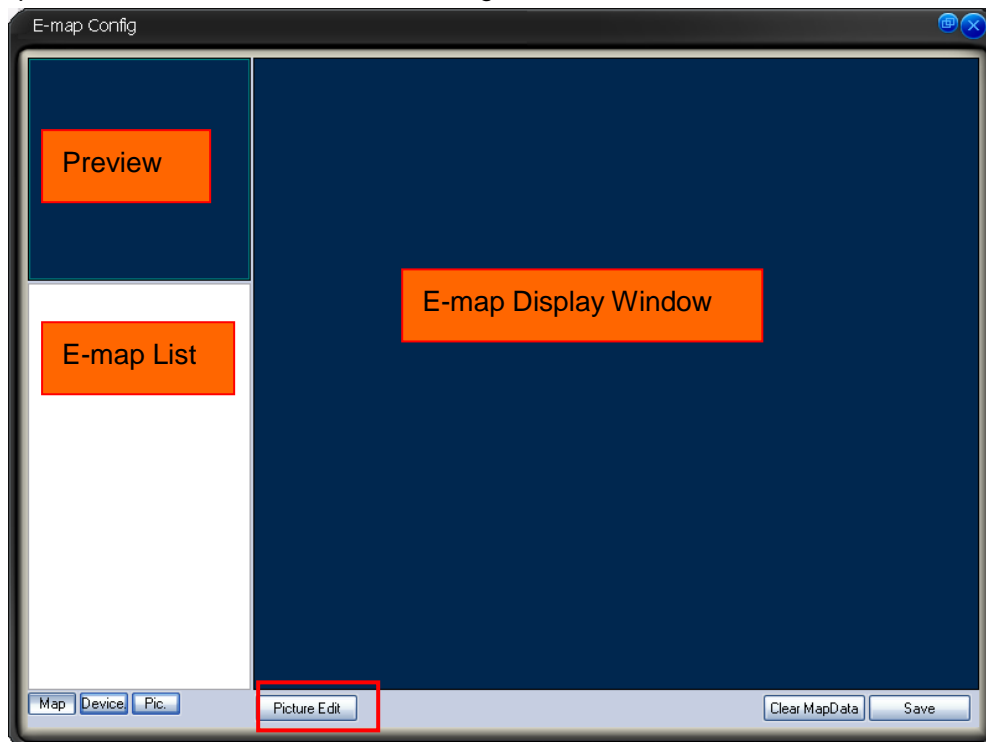 E-map Config
Preview
E-map Display Window
E-map List
Map Device Pic. Picture Edit Clear MapData Save